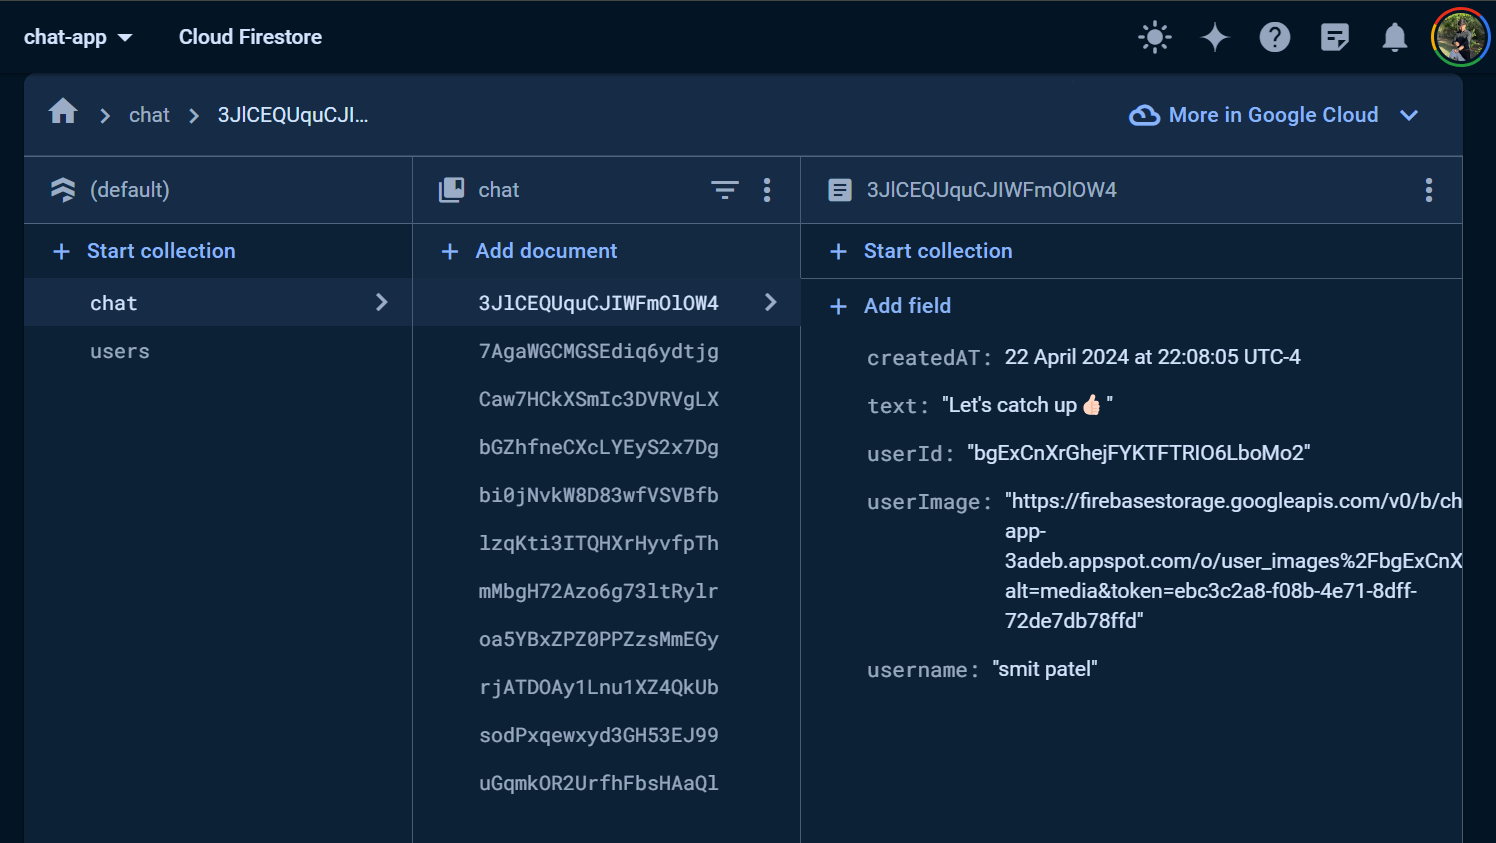 chat-app
Cloud Firestore
chat
3JlCEQUquCJI…
More in Google Cloud
(default)
chat
3JlCEQUquCJIWFmOlOW4
Start collection
Add document
Start collection
chat
users
3JlCEQUquCJIWFmOlOW4
7AgaWGCMGSEdiq6ydtjg
Caw7HCkXSmIc3DVRVgLX
bGZhfneCXcLYEyS2x7Dg
bi0jNvkW8D83wfVSVBfb
lzqKti3ITQHXrHyvfpTh
mMbgH72Azo6g73ltRylr
oa5YBxZPZ0PPZzsMmEGy
rjATDOAy1Lnu1XZ4QkUb
sodPxqewxyd3GH53EJ99
uGqmkOR2UrfhFbsHAaQl
Add field
createdAT: 22 April 2024 at 22:08:05 UTC-4
text: "Let's catch up👍🏻"
userId: "bgExCnXrGhejFYKTFTRIO6LboMo2"
userImage: "https://firebasestorage.googleapis.com/v0/b/ch
app-
3adeb.appspot.com/o/user_images%2FbgExCnX
alt=media&token=ebc3c2a8-f08b-4e71-8dff-
72de7db78ffd"
username: "smit patel"